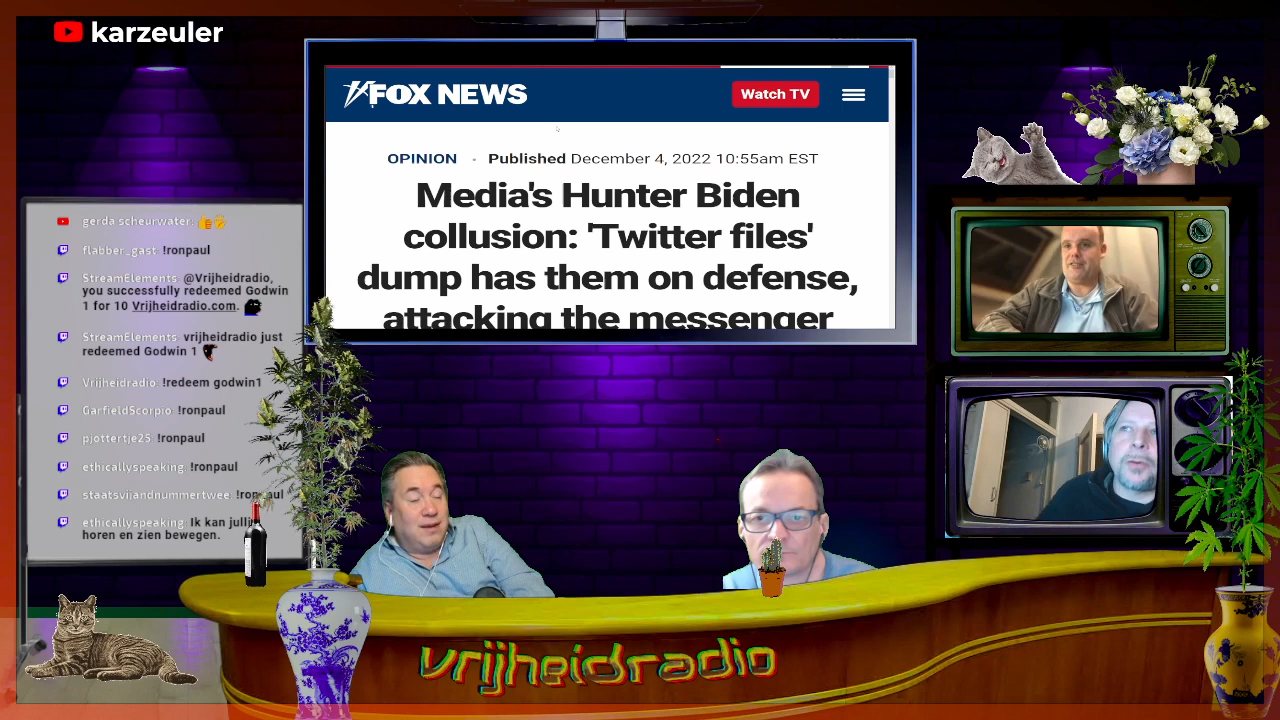 karzeuler
FOX NEWS
Watch TV
OPINION - Published December 4, 2022 10:55am EST
Media's Hunter Biden
collusion: 'Twitter files'
dump has them on defense,
attacking the messenger
gerda scheurwater: 👍🤣
flabber_gast: !ronpaul
StreamElements: @Vrijheidradio,
you successfully redeemed Godwin
1 for 10 Vrijheidradio.com.
StreamElements: vrijheidradio just
redeemed Godwin 1
Vrijheidradio: !redeem godwin1
GarfieldScorpio: !ronpaul
pjottertje25: !ronpaul
ethicallyspeaking: !ronpaul
staatsvijandnummertwee: !ronpaul
ethicallyspeaking: Ik kan jullie
horen en zien bewegen.
vrijheidradio